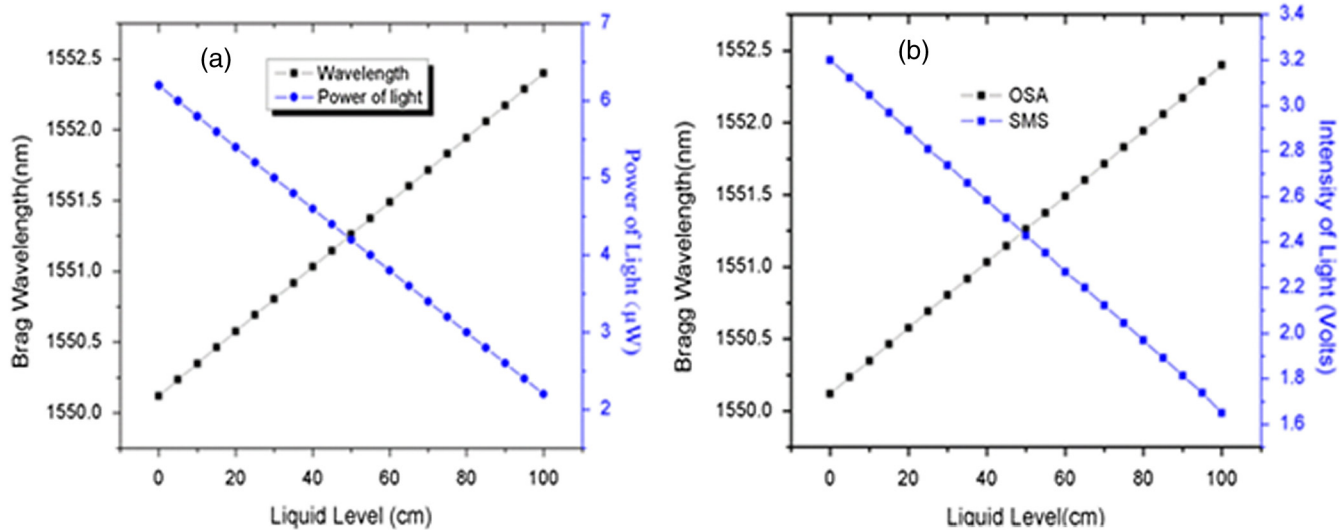 (a)
Wavelength
Power of light
1552.5
1552.0
1551.5
1551.0
1550.5
1550.0
Brag Wavelength(nm)
7
6
5
4
3
2
Power of Light (μW)
0 20 40 60 80 100
Liquid Level (cm)
(b)
OSA
SMS
1552.5
1552.0
1551.5
1551.0
1550.5
1550.0
Bragg Wavelength(nm)
3.4
3.2
3.0
2.8
2.6
2.4
2.2
2.0
1.8
1.6
Intensity of Light (Volts)
0 20 40 60 80 100
Liquid Level(cm)